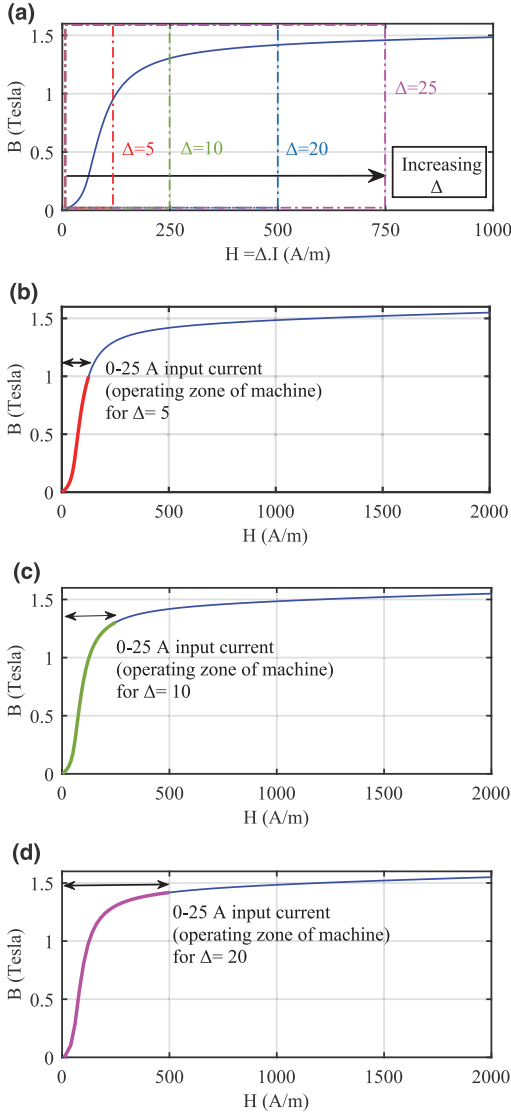 (a)
1.5
1
0.5
0
B (Tesla)
Δ=5
Δ=10
Δ=20
Δ=25
Increasing
Δ
0
125
250
375
500
625
750
1000
H =Δ.I (A/m)
(b)
1.5
1
0.5
0
B (Tesla)
0-25 A input current
(operating zone of machine)
for Δ= 5
0
500
1000
1500
2000
H (A/m)
(c)
1.5
1
0.5
0
B (Tesla)
0-25 A input current
(operating zone of machine)
for Δ= 10
0
500
1000
1500
2000
H (A/m)
(d)
1.5
1
0.5
0
B (Tesla)
0-25 A input current
(operating zone of machine)
for Δ= 20
0
500
1000
1500
2000
H (A/m)